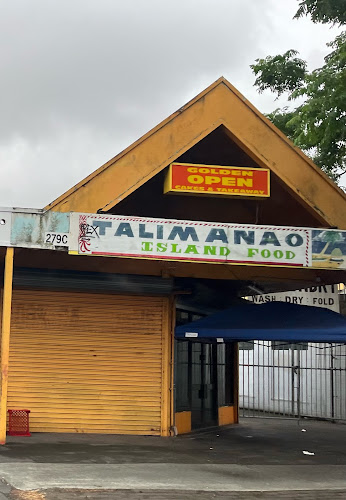 GOLDEN
OPEN
CAKES & TAKEAWAY
279C
TALIMANAO
ISLAND FOOD
WASH DRY FOLD